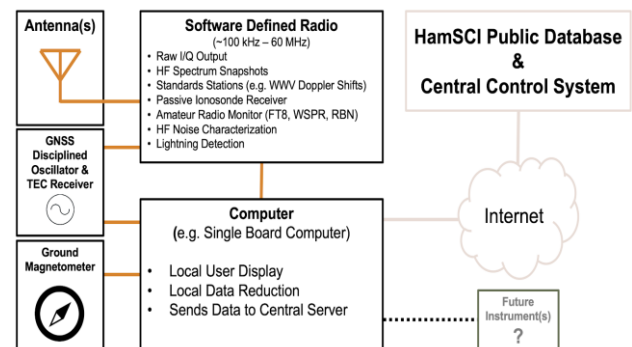 Antenna(s)
GNSS
Disciplined
Oscillator &
TEC Receiver
Ground
Magnetometer
Software Defined Radio
(~100 kHz – 60 MHz)
• Raw I/Q Output
• HF Spectrum Snapshots
• Standards Stations (e.g. WWV Doppler Shifts)
• Passive Ionosonde Receiver
• Amateur Radio Monitor (FT8, WSPR, RBN)
• HF Noise Characterization
• Lightning Detection
Computer
(e.g. Single Board Computer)
• Local User Display
• Local Data Reduction
• Sends Data to Central Server
HamSCI Public Database
&
Central Control System
Internet
Future
Instrument(s)
?